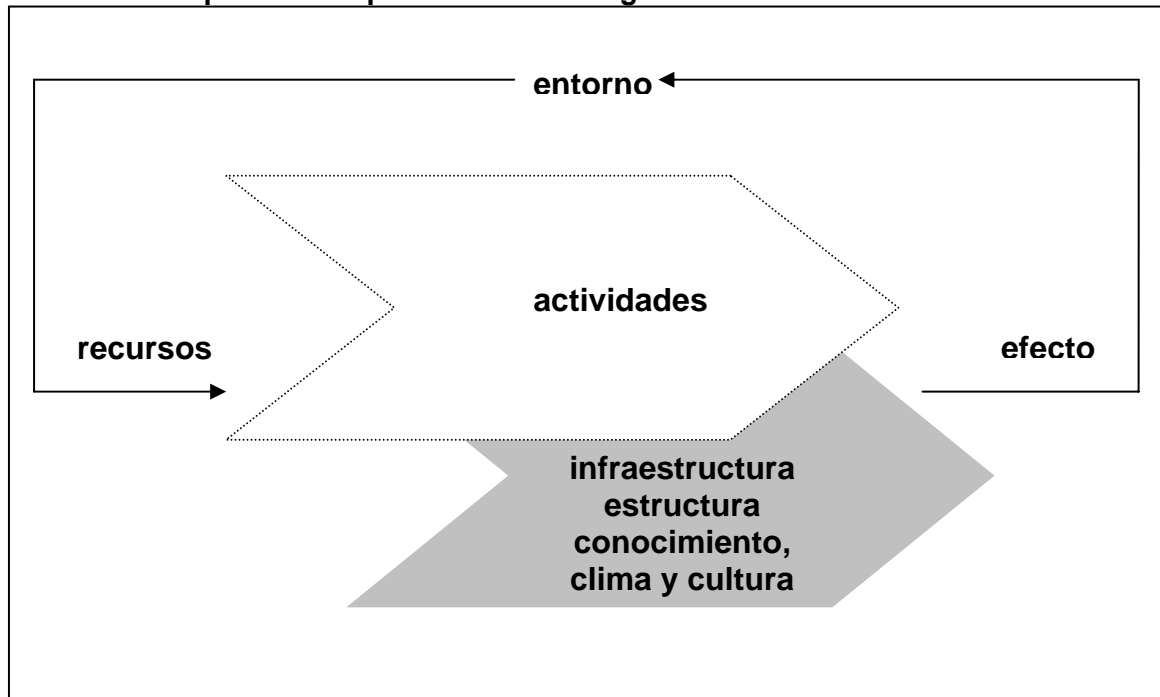 entorno
actividades
recursos
efecto
infraestructura
estructura
conocimiento,
clima y cultura